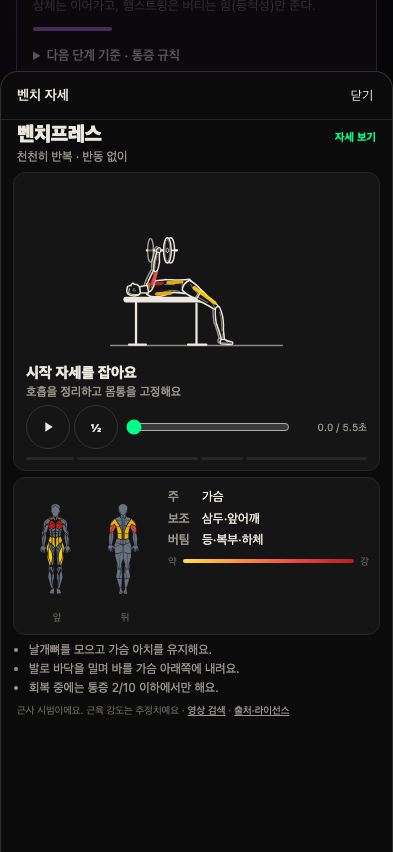 상체는 이어가고, 햄스트링은 버티는 힘(등척성)만 준다.
▶ 다음 단계 기준 · 통증 규칙
벤치 자세
닫기
벤치프레스
자세 보기
천천히 반복 · 반동 없이
시작 자세를 잡아요
호흡을 정리하고 몸통을 고정해요
½
0.0 / 5.5초
주 가슴
보조 삼두·앞어깨
버팀 등·복부·하체
약 강
앞 뒤
• 날개뼈를 모으고 가슴 아치를 유지해요.
• 발로 바닥을 밀며 바를 가슴 아래쪽에 내려요.
• 회복 중에는 통증 2/10 이하에서만 해요.
근사 시범이에요. 근육 강도는 추정치예요 · 영상 검색 · 출처·라이선스